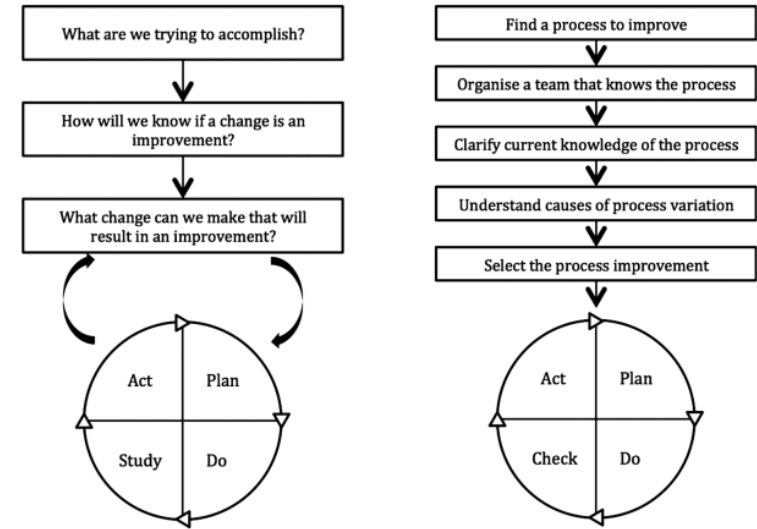 What are we trying to accomplish?
How will we know if a change is an
improvement?
What change can we make that will
result in an improvement?
Act
Plan
Study
Do
Find a process to improve
Organise a team that knows the process
Clarify current knowledge of the process
Understand causes of process variation
Select the process improvement
Act
Plan
Check
Do